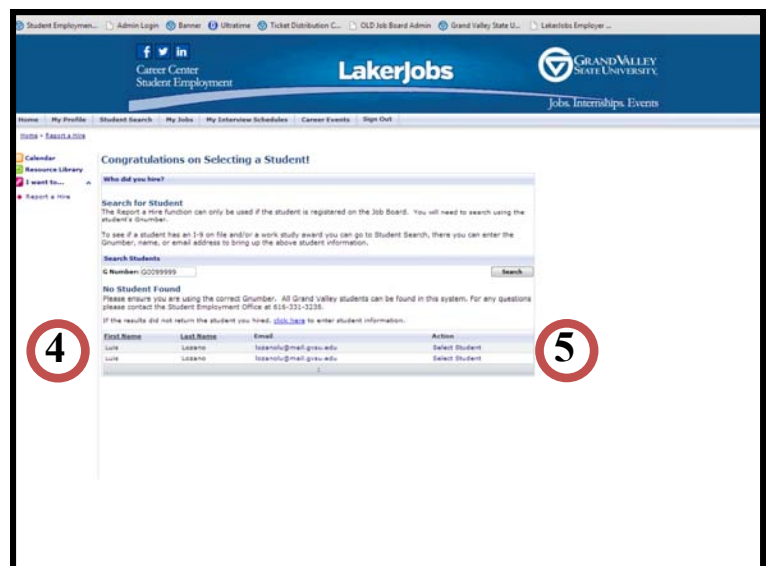 Student Employmen... Admin Login Banner Ultratime Ticket Distribution C... OLD Job Board Admin Grand Valley State U... LakerJobs Employer ...
Career Center
Student Employment
LakerJobs
GRAND VALLEY
STATE UNIVERSITY.
Jobs. Internships. Events
Home My Profile Student Search My Jobs My Interview Schedules Career Events Sign Out
Home > Report a Hire
Calendar
Resource Library
I want to...
Report a Hire
Congratulations on Selecting a Student!
Who did you hire?
Search for Student
The Report a Hire function can only be used if the student is registered on the Job Board. You will need to search using the
student's Gnumber.
To see if a student has an I-9 on file and/or a work study award you can go to Student Search, there you can enter the
Gnumber, name, or email address to bring up the above student information.
Search Students
G Number: G0099999 Search
No Student Found
Please ensure you are using the correct Gnumber. All Grand Valley students can be found in this system. For any questions
please contact the Student Employment Office at 616-331-3238.
If the results did not return the student you hired, click here to enter student information.
First Name Last Name Email Action
Luis Lozano lozanolu@mail.gvsu.edu Select Student
Luis Lozano lozanolu@mail.gvsu.edu Select Student
4
5